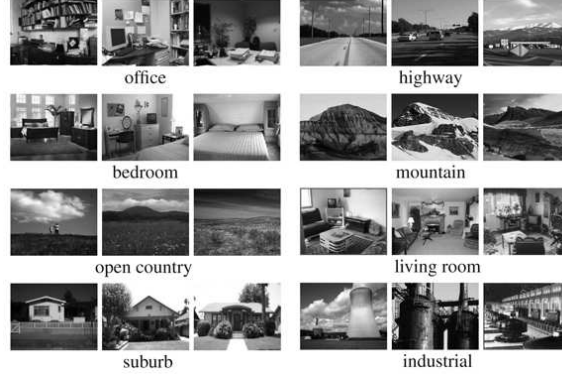 office
highway
bedroom
mountain
open country
living room
suburb
industrial